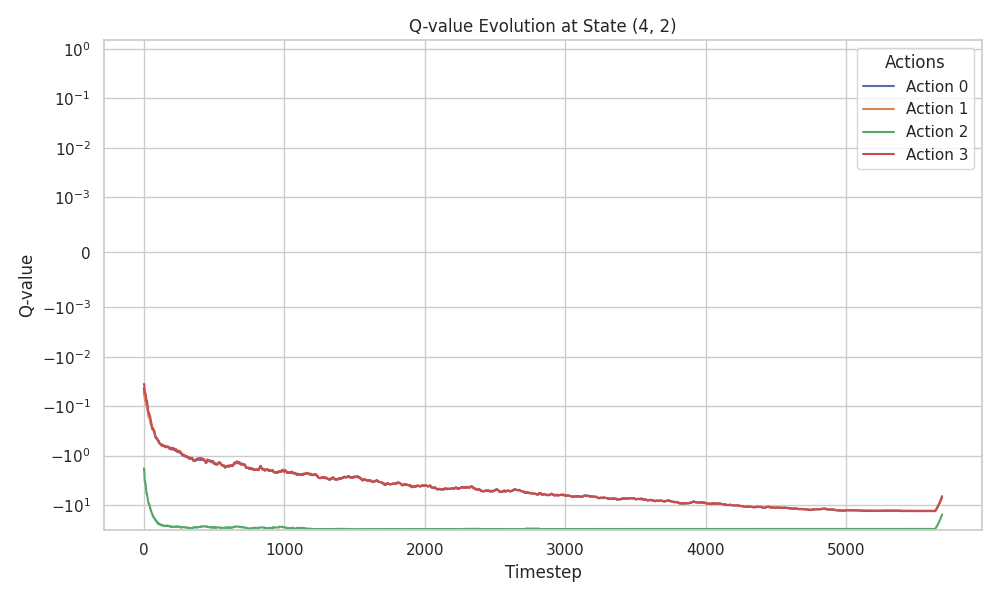 Q-value Evolution at State (4, 2)
Q-value
10⁰
10⁻¹
10⁻²
10⁻³
0
−10⁻³
−10⁻²
−10⁻¹
−10⁰
−10¹
Actions
Action 0
Action 1
Action 2
Action 3
0 1000 2000 3000 4000 5000
Timestep